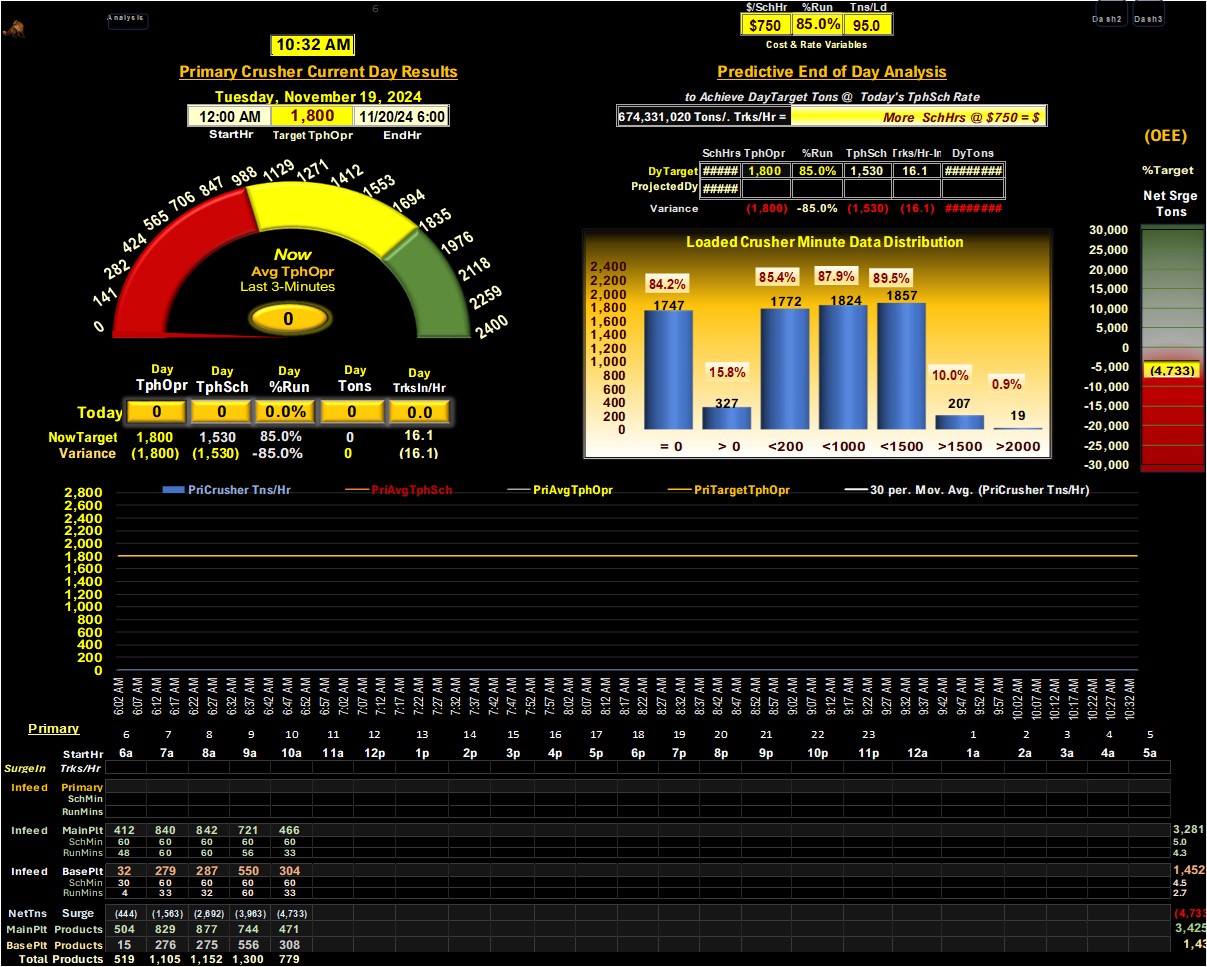 6
Analysis
$/SchHr %Run Tns/Ld
$750 85.0% 95.0
Cost & Rate Variables
Dash2 Dash3
10:32 AM
Primary Crusher Current Day Results
Tuesday, November 19, 2024
12:00 AM 1,800 11/20/24 6:00
StartHr Target TphOpr EndHr
0 141 282 424 565 706 847 988 1129 1271 1412 1553 1694 1835 1976 2118 2259 2400
Now
Avg TphOpr
Last 3-Minutes
0
Day Day Day Day Day
TphOpr TphSch %Run Tons TrksIn/Hr
Today 0 0 0.0% 0 0.0
NowTarget 1,800 1,530 85.0% 0 16.1
Variance (1,800) (1,530) -85.0% 0 (16.1)
Predictive End of Day Analysis
to Achieve DayTarget Tons @ Today's TphSch Rate
674,331,020 Tons/. Trks/Hr = More SchHrs @ $750 = $
SchHrs TphOpr %Run TphSch Trks/Hr-In DyTons
DyTarget ##### 1,800 85.0% 1,530 16.1 ########
ProjectedDy #####
Variance (1,800) -85.0% (1,530) (16.1) ########
Loaded Crusher Minute Data Distribution
2,400
2,200
2,000
1,800
1,600
1,400
1,200
1,000
800
600
400
200
0
84.2% 15.8% 85.4% 87.9% 89.5% 10.0% 0.9%
1747 327 1772 1824 1857 207 19
= 0 > 0 <200 <1000 <1500 >1500 >2000
(OEE)
%Target
Net Srge
Tons
30,000
25,000
20,000
15,000
10,000
5,000
0
-5,000
(4,733)
-10,000
-15,000
-20,000
-25,000
-30,000
PriCrusher Tns/Hr PriAvgTphSch PriAvgTphOpr PriTargetTphOpr 30 per. Mov. Avg. (PriCrusher Tns/Hr)
2,800
2,600
2,400
2,200
2,000
1,800
1,600
1,400
1,200
1,000
800
600
400
200
0
6:02 AM 6:07 AM 6:12 AM 6:17 AM 6:22 AM 6:27 AM 6:32 AM 6:37 AM 6:42 AM 6:47 AM 6:52 AM 6:57 AM 7:02 AM 7:07 AM 7:12 AM 7:17 AM 7:22 AM 7:27 AM 7:32 AM 7:37 AM 7:42 AM 7:47 AM 7:52 AM 7:57 AM 8:02 AM 8:07 AM 8:12 AM 8:17 AM 8:22 AM 8:27 AM 8:32 AM 8:37 AM 8:42 AM 8:47 AM 8:52 AM 8:57 AM 9:02 AM 9:07 AM 9:12 AM 9:17 AM 9:22 AM 9:27 AM 9:32 AM 9:37 AM 9:42 AM 9:47 AM 9:52 AM 9:57 AM 10:02 AM 10:07 AM 10:12 AM 10:17 AM 10:22 AM 10:27 AM 10:32 AM
Primary
6 7 8 9 10 11 12 13 14 15 16 17 18 19 20 21 22 23 1 2 3 4 5
StartHr 6a 7a 8a 9a 10a 11a 12p 1p 2p 3p 4p 5p 6p 7p 8p 9p 10p 11p 12a 1a 2a 3a 4a 5a
SurgeIn Trks/Hr
Infeed Primary
SchMin
RunMins
Infeed MainPlt 412 840 842 721 466 3,281
SchMin 60 60 60 60 60 5.0
RunMins 48 60 60 56 33 4.3
Infeed BasePlt 32 279 287 550 304 1,452
SchMin 30 60 60 60 60 4.5
RunMins 4 33 32 60 33 2.7
NetTns Surge (444) (1,563) (2,692) (3,963) (4,733) (4,733
MainPlt Products 504 829 877 744 471 3,425
BasePlt Products 15 276 275 556 308 1,43
Total Products 519 1,105 1,152 1,300 779